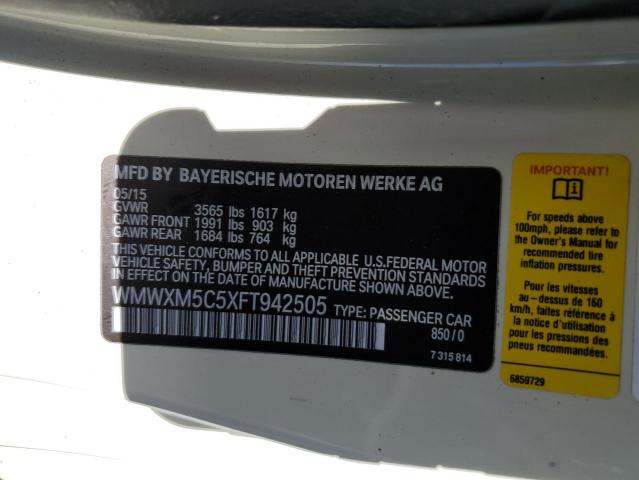 MFD BY BAYERISCHE MOTOREN WERKE AG
05/15
GVWR 3565 lbs 1617 kg
GAWR FRONT 1991 lbs 903 kg
GAWR REAR 1684 lbs 764 kg
THIS VEHICLE CONFORMS TO ALL APPLICABLE U.S.FEDERAL MOTOR
VEHICLE SAFETY, BUMPER AND THEFT PREVENTION STANDARDS
IN EFFECT ON THE DATE OF MANUFACTURE SHOWN ABOVE.
WMWXM5C5XFT942505 TYPE: PASSENGER CAR
850/0
7 315 814
IMPORTANT!
For speeds above
100mph, please refer to
the Owner's Manual for
recommended tire
inflation pressures.
Pour les vitesses
au-dessus de 160
km/h, faites référence à
la notice d'utilisation
pour les pressions des
pneus recommandées.
6859729